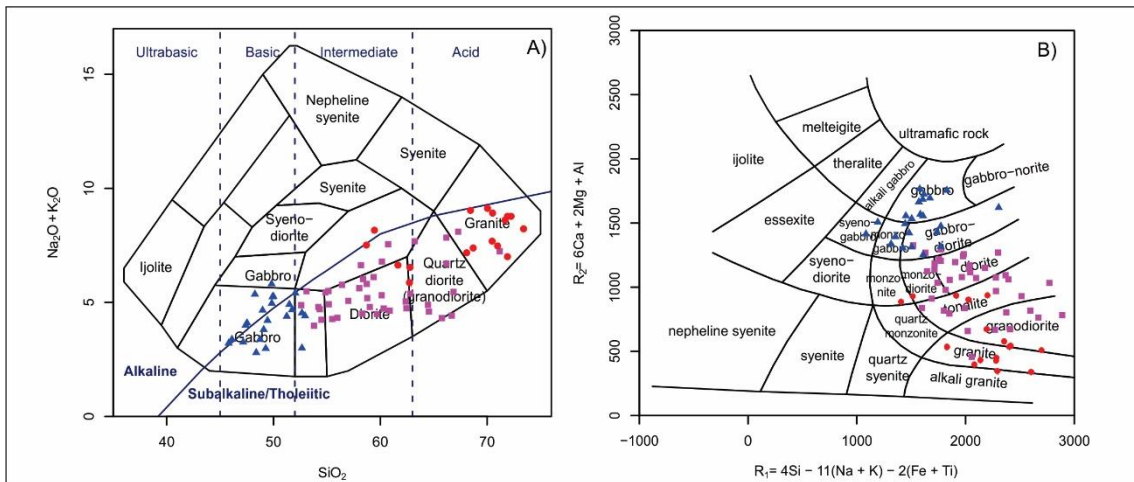 A)
Ultrabasic
Basic
Intermediate
Acid
Nepheline
syenite
Syenite
Syenite
Syeno-
diorite
Granite
Ijolite
Gabbro
Quartz
diorite
(granodiorite)
Gabbro
Diorite
Alkaline
Subalkaline/Tholeiitic
Na₂O + K₂O
0
5
10
15
40
50
60
70
SiO₂
B)
melteigite
ultramafic rock
ijolite
theralite
alkali gabbro
gabbro
gabbro−norite
essexite
syeno-
gabbro
monzo-
gabbro
gabbro-
diorite
syeno-
diorite
monzo-
nite
monzo-
diorite
diorite
tonalite
nepheline syenite
quartz
monzonite
granodiorite
syenite
quartz
syenite
granite
alkali granite
R₂= 6Ca + 2Mg + Al
0
500
1000
1500
2000
2500
3000
−1000
0
1000
2000
3000
R₁= 4Si − 11(Na + K) − 2(Fe + Ti)